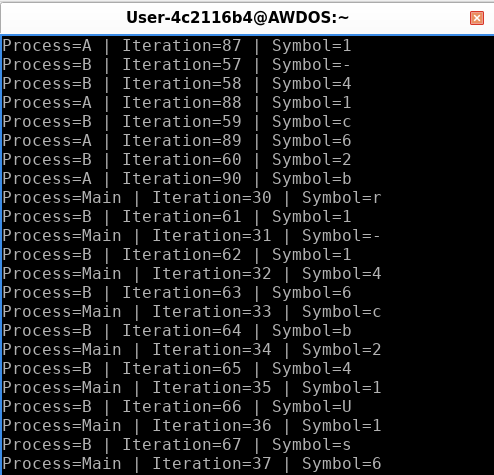 User-4c2116b4@AWDOS:~
Process=A | Iteration=87 | Symbol=1
Process=B | Iteration=57 | Symbol=-
Process=B | Iteration=58 | Symbol=4
Process=A | Iteration=88 | Symbol=1
Process=B | Iteration=59 | Symbol=c
Process=A | Iteration=89 | Symbol=6
Process=B | Iteration=60 | Symbol=2
Process=A | Iteration=90 | Symbol=b
Process=Main | Iteration=30 | Symbol=r
Process=B | Iteration=61 | Symbol=1
Process=Main | Iteration=31 | Symbol=-
Process=B | Iteration=62 | Symbol=1
Process=Main | Iteration=32 | Symbol=4
Process=B | Iteration=63 | Symbol=6
Process=Main | Iteration=33 | Symbol=c
Process=B | Iteration=64 | Symbol=b
Process=Main | Iteration=34 | Symbol=2
Process=B | Iteration=65 | Symbol=4
Process=Main | Iteration=35 | Symbol=1
Process=B | Iteration=66 | Symbol=U
Process=Main | Iteration=36 | Symbol=1
Process=B | Iteration=67 | Symbol=s
Process=Main | Iteration=37 | Symbol=6